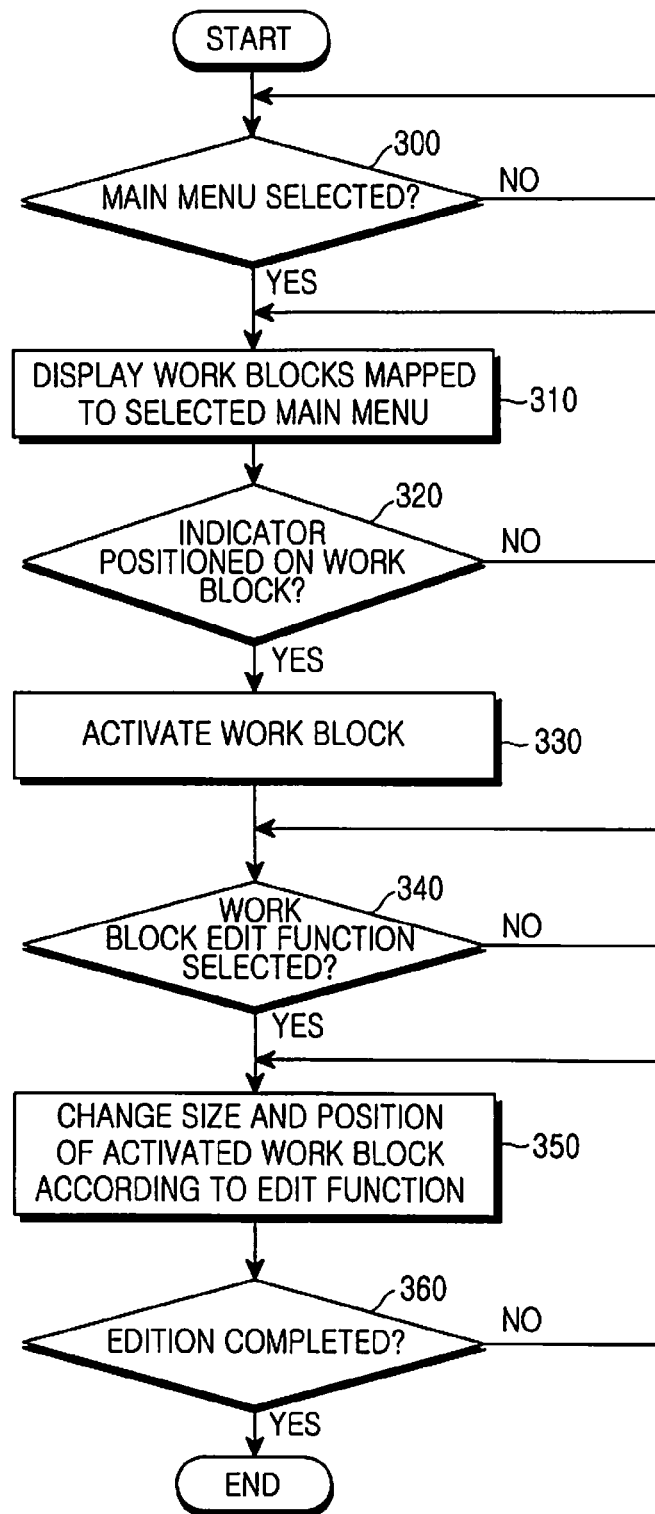 START
300
MAIN MENU SELECTED?
NO
YES
DISPLAY WORK BLOCKS MAPPED
TO SELECTED MAIN MENU
310
320
INDICATOR
POSITIONED ON WORK
BLOCK?
NO
YES
ACTIVATE WORK BLOCK
330
340
WORK
BLOCK EDIT FUNCTION
SELECTED?
NO
YES
CHANGE SIZE AND POSITION
OF ACTIVATED WORK BLOCK
ACCORDING TO EDIT FUNCTION
350
360
EDITION COMPLETED?
NO
YES
END